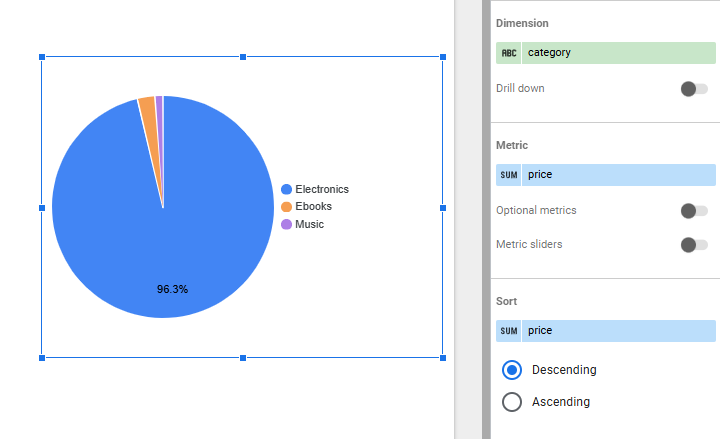 Electronics
Ebooks
Music
96.3%
Dimension
ABC category
Drill down
Metric
SUM price
Optional metrics
Metric sliders
Sort
SUM price
Descending
Ascending